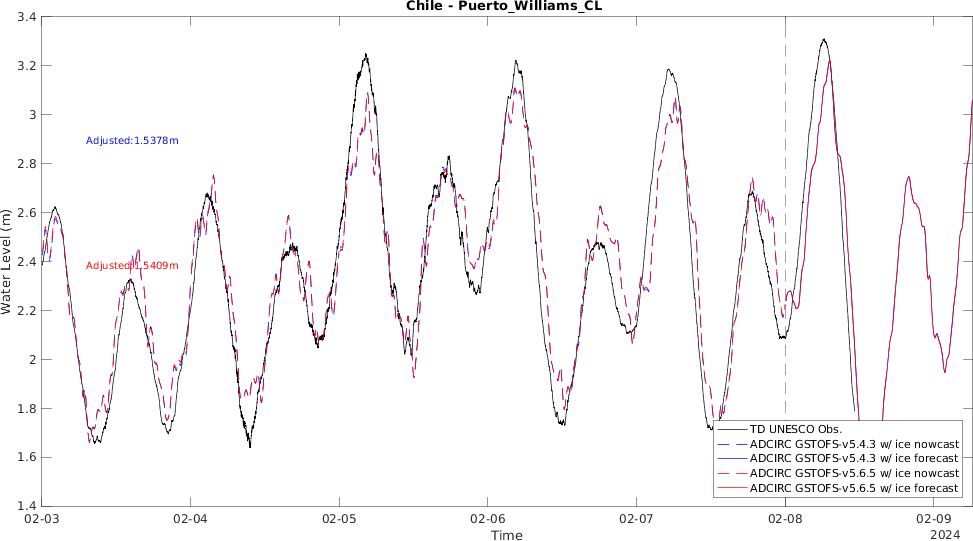 Chile - Puerto_Williams_CL
3.4
3.2
3
2.8
2.6
2.4
2.2
2
1.8
1.6
1.4
Water Level (m)
Adjusted:1.5378m
Adjusted:1.5409m
TD UNESCO Obs.
ADCIRC GSTOFS-v5.4.3 w/ ice nowcast
ADCIRC GSTOFS-v5.4.3 w/ ice forecast
ADCIRC GSTOFS-v5.6.5 w/ ice nowcast
ADCIRC GSTOFS-v5.6.5 w/ ice forecast
02-03 02-04 02-05 02-06 02-07 02-08 02-09
Time
2024